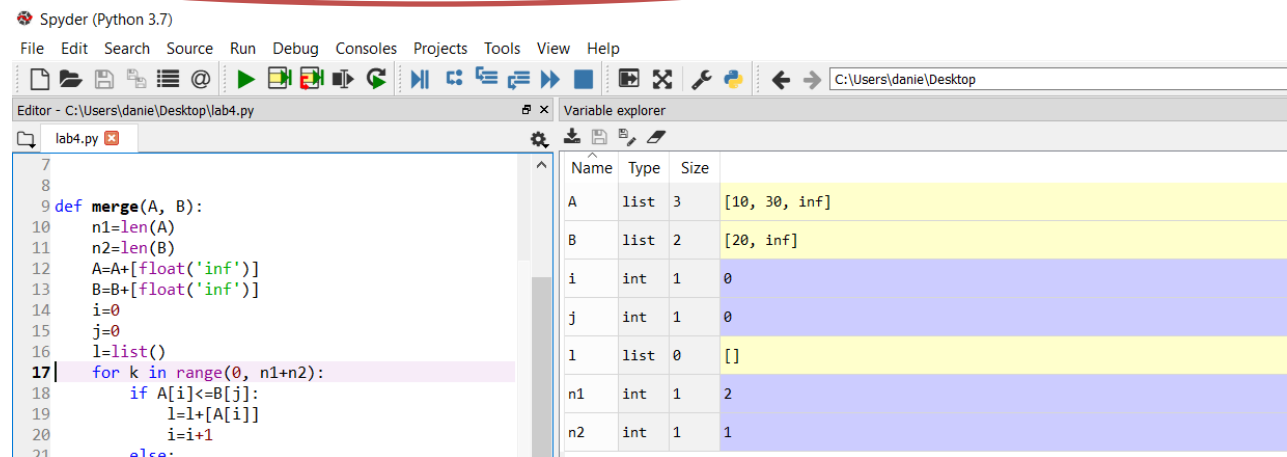 Spyder (Python 3.7)
File Edit Search Source Run Debug Consoles Projects Tools View Help
C:\Users\danie\Desktop
Editor - C:\Users\danie\Desktop\lab4.py
Variable explorer
lab4.py
7
8
9 def merge(A, B):
10     n1=len(A)
11     n2=len(B)
12     A=A+[float('inf')]
13     B=B+[float('inf')]
14     i=0
15     j=0
16     l=list()
17     for k in range(0, n1+n2):
18         if A[i]<=B[j]:
19             l=l+[A[i]]
20             i=i+1
21         else:
Name Type Size
A list 3 [10, 30, inf]
B list 2 [20, inf]
i int 1 0
j int 1 0
l list 0 []
n1 int 1 2
n2 int 1 1